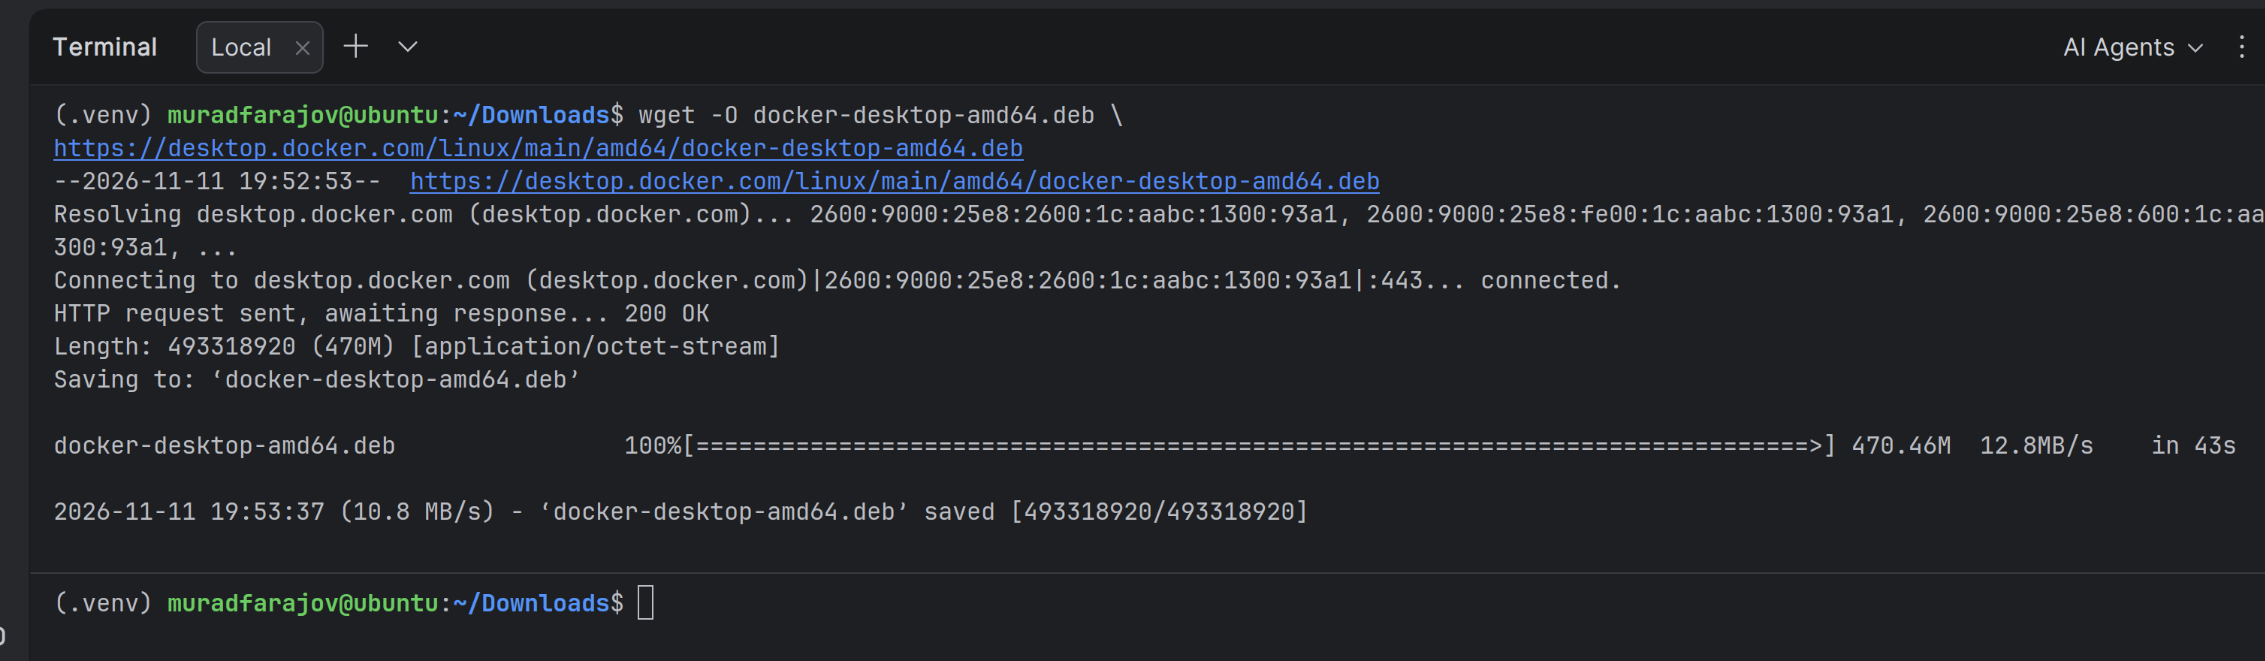 Terminal Local AI Agents
(.venv) muradfarajov@ubuntu:~/Downloads$ wget -O docker-desktop-amd64.deb \
https://desktop.docker.com/linux/main/amd64/docker-desktop-amd64.deb
--2026-11-11 19:52:53--  https://desktop.docker.com/linux/main/amd64/docker-desktop-amd64.deb
Resolving desktop.docker.com (desktop.docker.com)... 2600:9000:25e8:2600:1c:aabc:1300:93a1, 2600:9000:25e8:fe00:1c:aabc:1300:93a1, 2600:9000:25e8:600:1c:aa
300:93a1, ...
Connecting to desktop.docker.com (desktop.docker.com)|2600:9000:25e8:2600:1c:aabc:1300:93a1|:443... connected.
HTTP request sent, awaiting response... 200 OK
Length: 493318920 (470M) [application/octet-stream]
Saving to: ‘docker-desktop-amd64.deb’
docker-desktop-amd64.deb                100%[==============================================================================>] 470.46M  12.8MB/s    in 43s
2026-11-11 19:53:37 (10.8 MB/s) - ‘docker-desktop-amd64.deb’ saved [493318920/493318920]
(.venv) muradfarajov@ubuntu:~/Downloads$